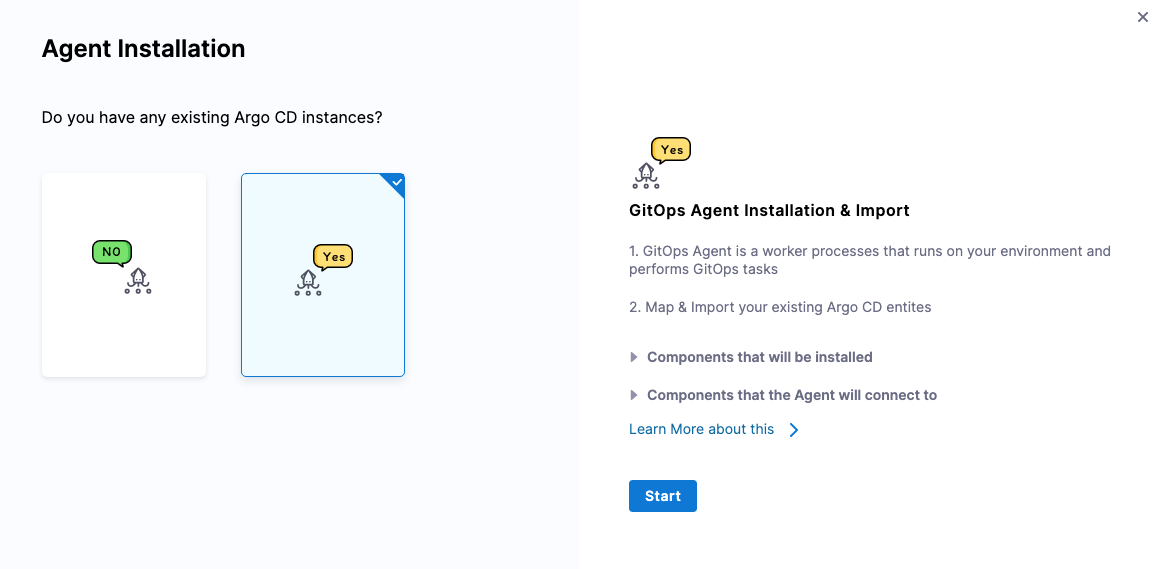 Agent Installation
Do you have any existing Argo CD instances?
NO
Yes
Yes
GitOps Agent Installation & Import
1. GitOps Agent is a worker processes that runs on your environment and
performs GitOps tasks
2. Map & Import your existing Argo CD entites
Components that will be installed
Components that the Agent will connect to
Learn More about this
Start